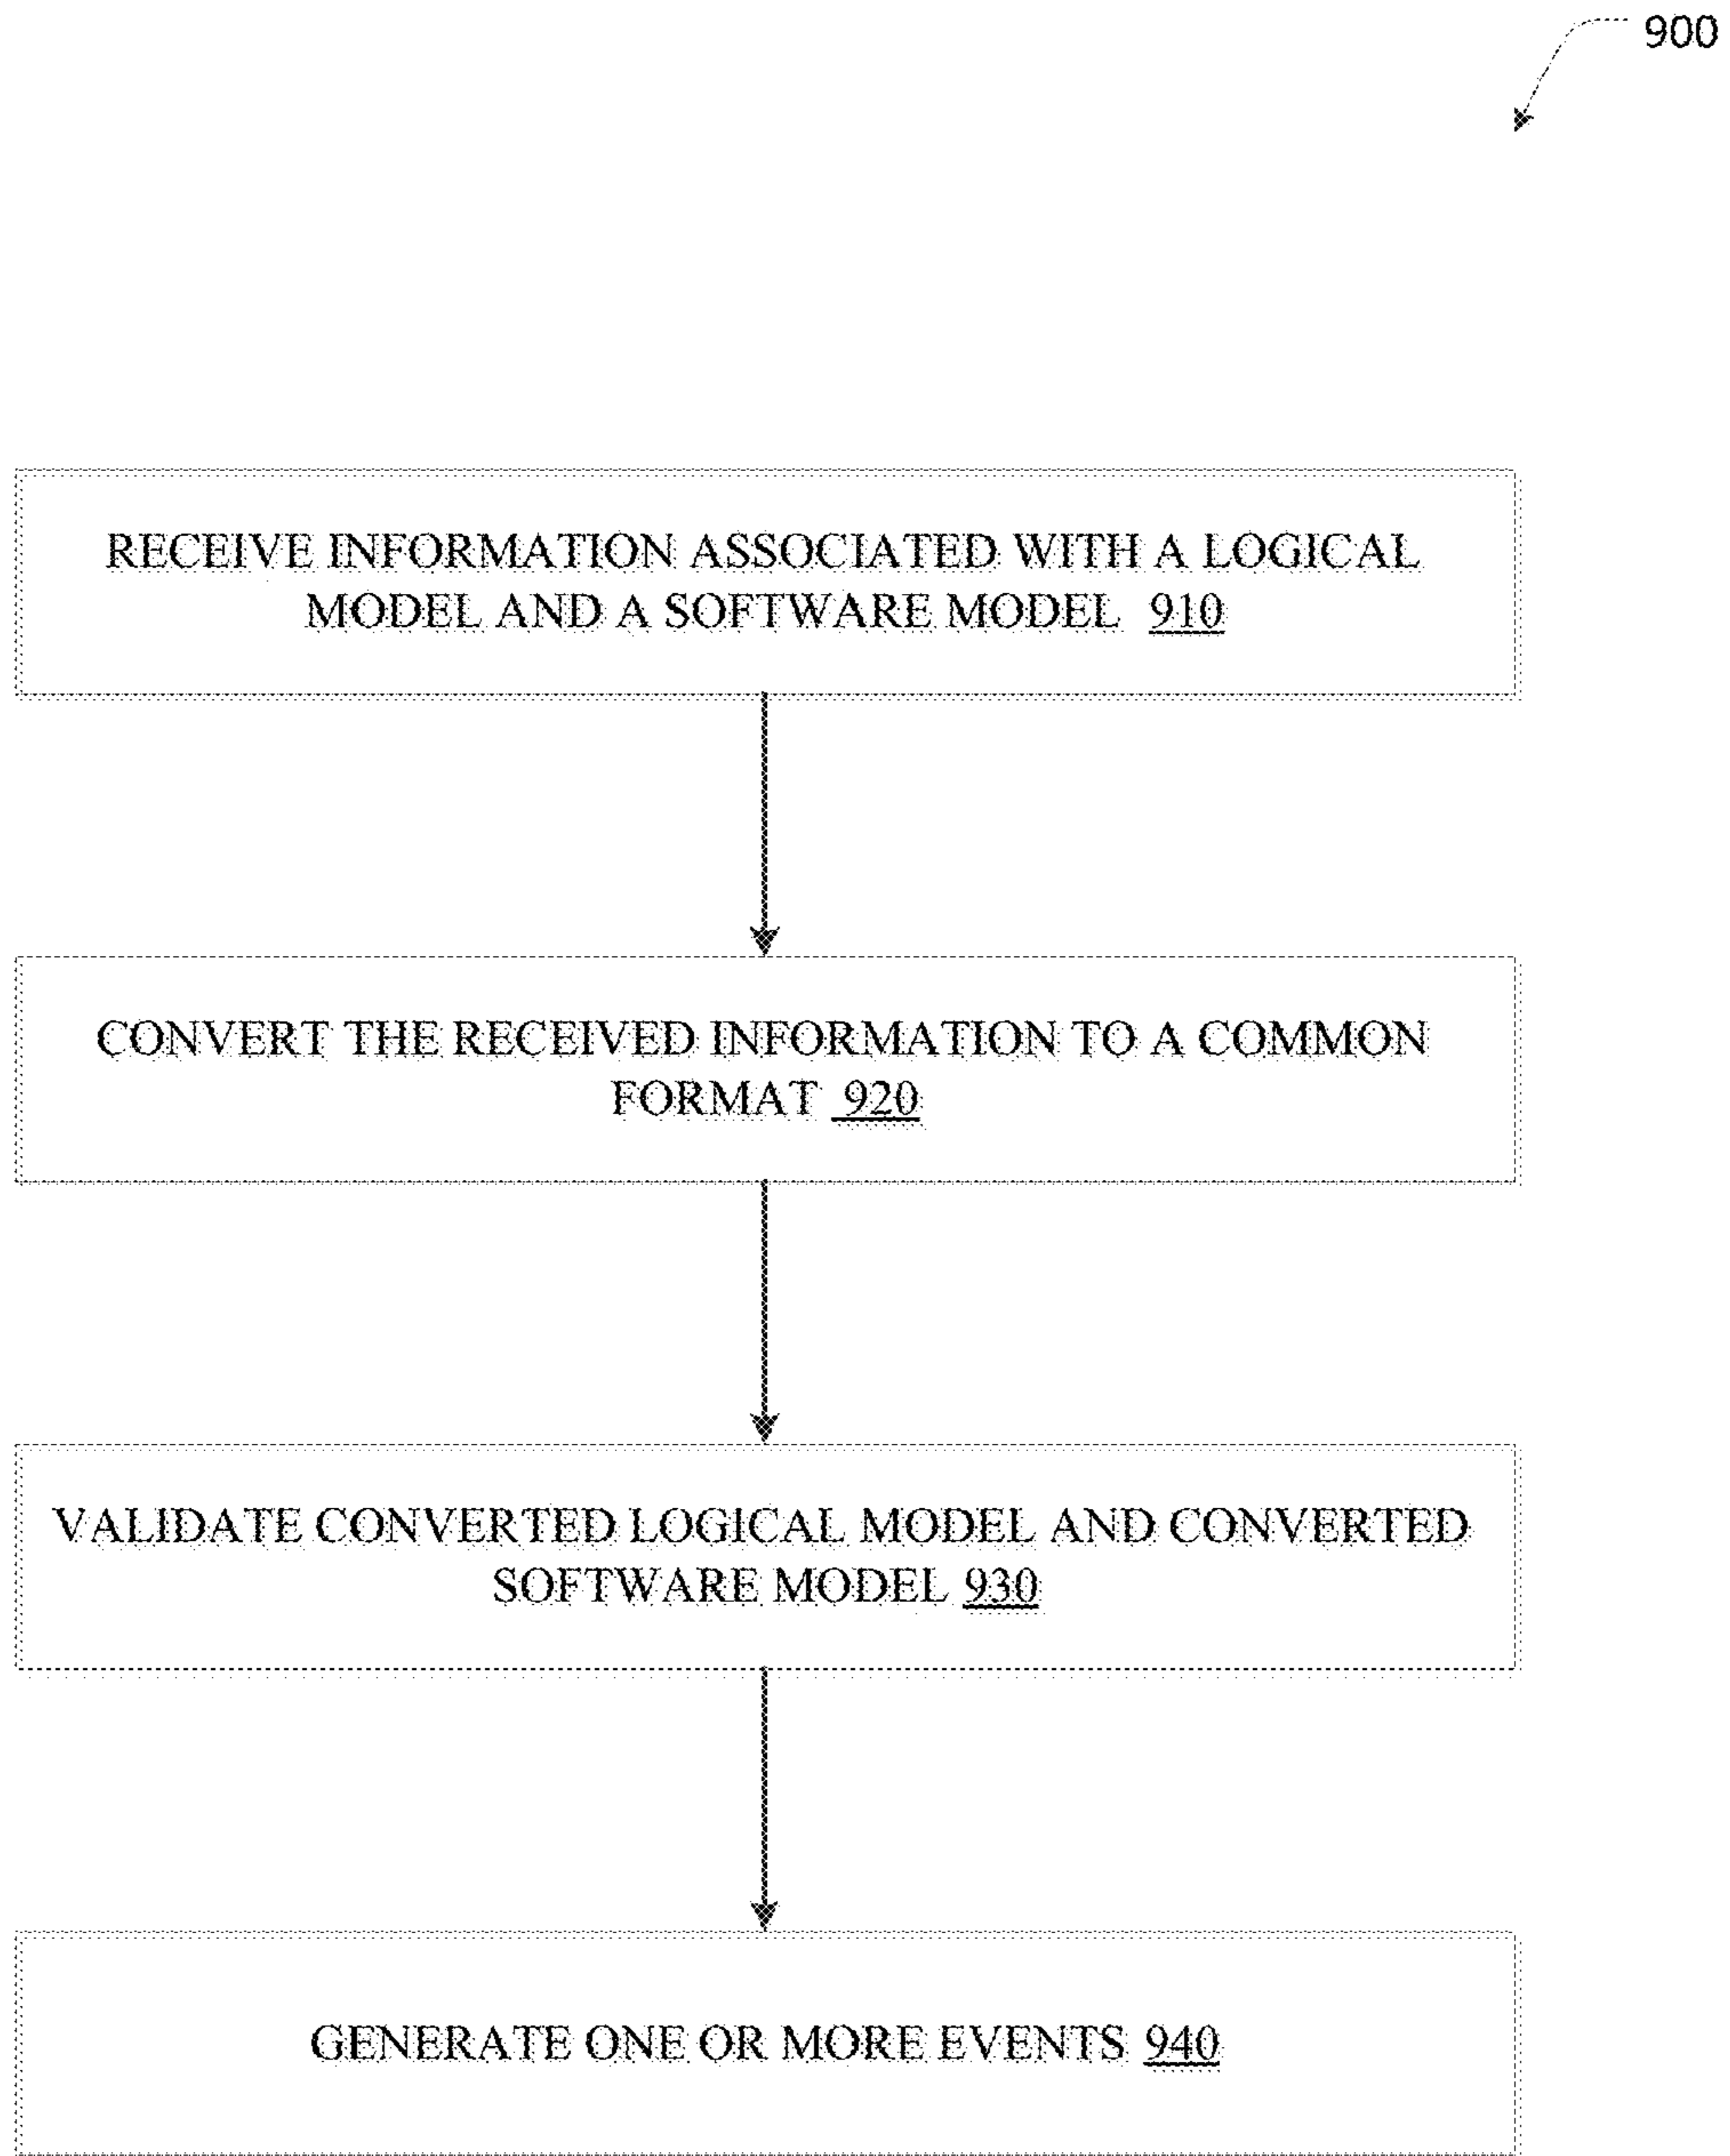 900
RECEIVE INFORMATION ASSOCIATED WITH A LOGICAL
MODEL AND A SOFTWARE MODEL 910
CONVERT THE RECEIVED INFORMATION TO A COMMON
FORMAT 920
VALIDATE CONVERTED LOGICAL MODEL AND CONVERTED
SOFTWARE MODEL 930
GENERATE ONE OR MORE EVENTS 940